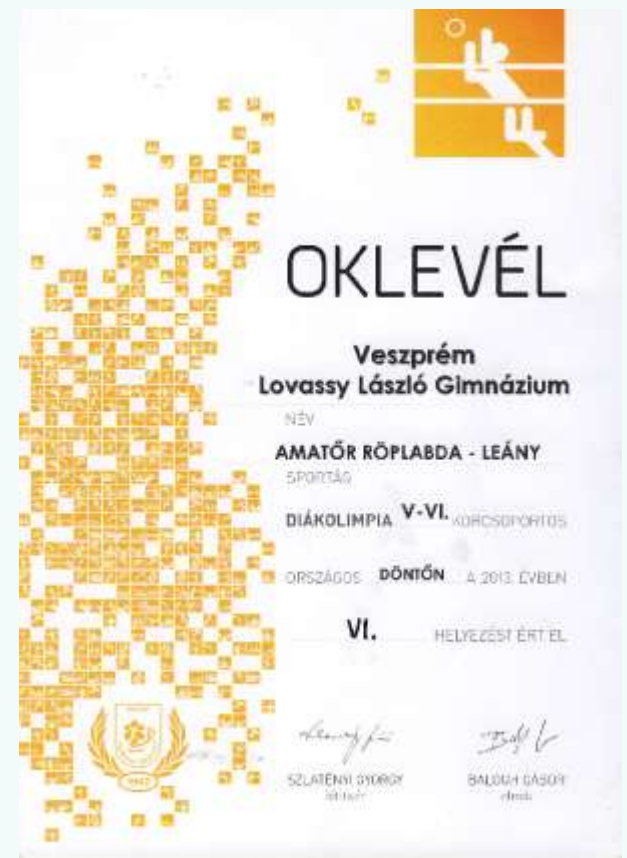 OKLEVÉL
Veszprém
Lovassy László Gimnázium
NÉV
AMATŐR RÖPLABDA - LEÁNY
SPORTÁG
DIÁKOLIMPIA V-VI. KORCSOPORTOS
ORSZÁGOS DÖNTŐN A 2013. ÉVBEN
VI. HELYEZÉST ÉRT EL
SZLATÉNYI GYÖRGY BALOGH GÁBOR
elnök